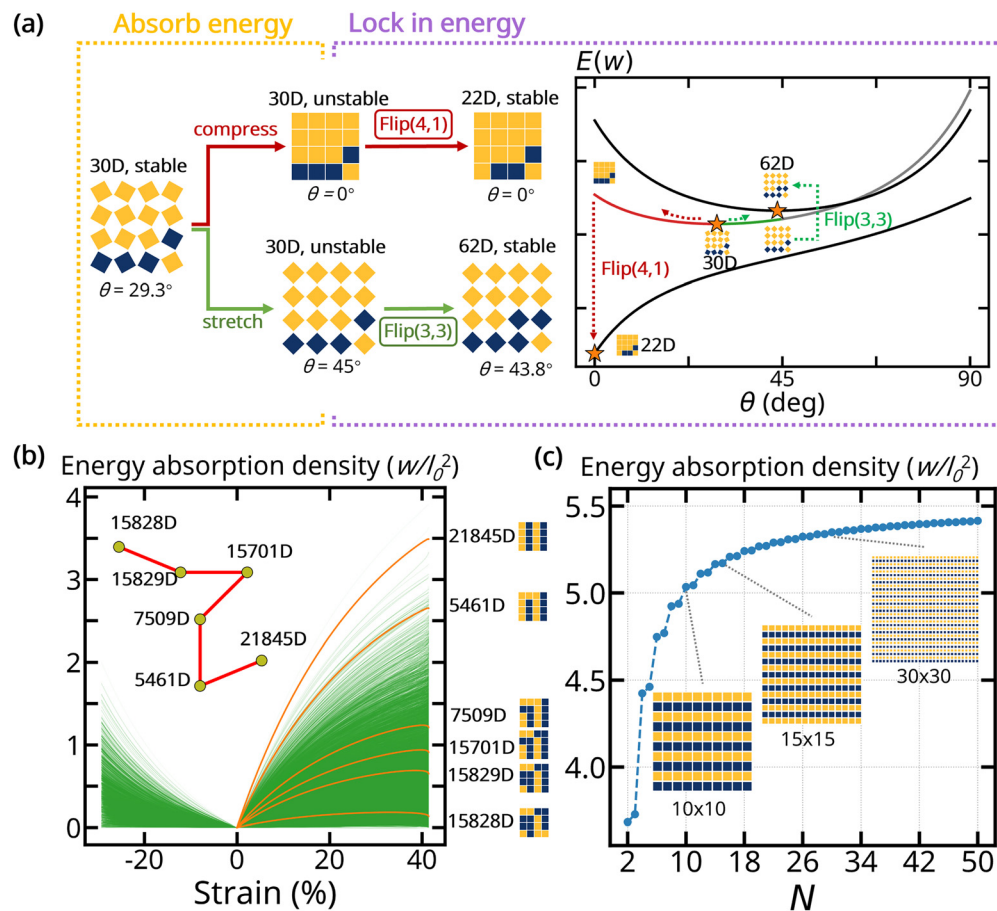 (a)
Absorb energy
Lock in energy
30D, stable
θ = 29.3°
compress
30D, unstable
θ = 0°
Flip(4,1)
22D, stable
θ = 0°
stretch
30D, unstable
θ = 45°
Flip(3,3)
62D, stable
θ = 43.8°
E(w)
62D
Flip(3,3)
30D
Flip(4,1)
22D
0
45
90
θ (deg)
(b)
Energy absorption density (w/l₀²)
4
3
2
1
0
-20
0
20
40
Strain (%)
15828D
15829D
15701D
7509D
21845D
5461D
21845D
5461D
7509D
15701D
15829D
15828D
(c)
Energy absorption density (w/l₀²)
5.5
5.0
4.5
4.0
10x10
15x15
30x30
2
10
18
26
34
42
50
N